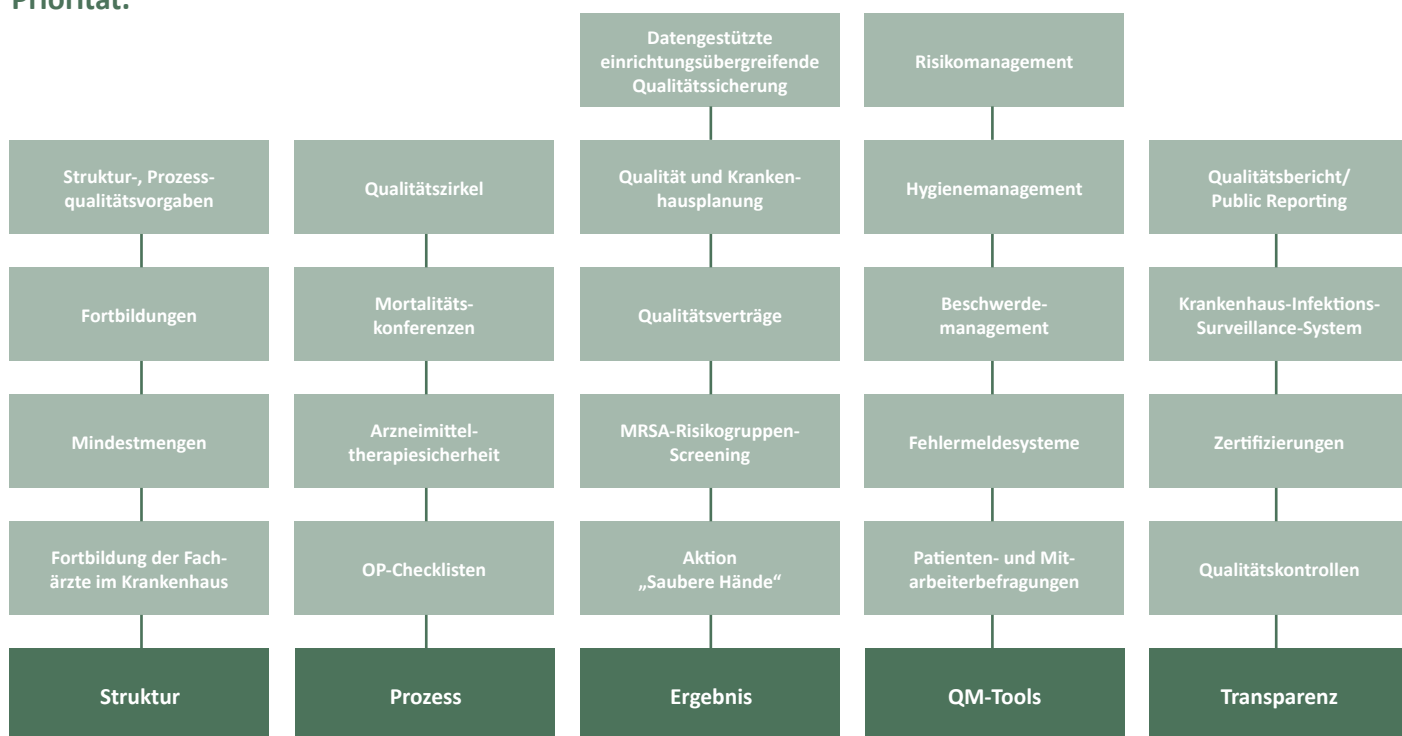 Priorität.
Datengestützte
einrichtungsübergreifende
Qualitätssicherung
Risikomanagement
Struktur-, Prozess-
qualitätsvorgaben
Qualitätszirkel
Qualität und Kranken-
hausplanung
Hygienemanagement
Qualitätsbericht/
Public Reporting
Fortbildungen
Mortalitäts-
konferenzen
Qualitätsverträge
Beschwerde-
management
Krankenhaus-Infektions-
Surveillance-System
Mindestmengen
Arzneimittel-
therapiesicherheit
MRSA-Risikogruppen-
Screening
Fehlermeldesysteme
Zertifizierungen
Fortbildung der Fach-
ärzte im Krankenhaus
OP-Checklisten
Aktion
„Saubere Hände“
Patienten- und Mit-
arbeiterbefragungen
Qualitätskontrollen
Struktur
Prozess
Ergebnis
QM-Tools
Transparenz